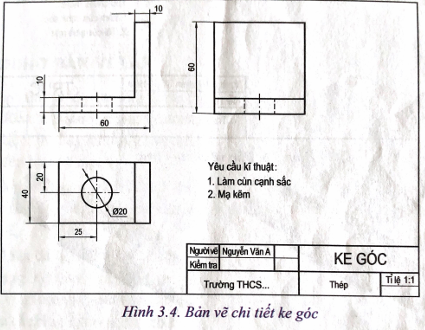 10
10
60
60
40
20
Ø20
25
Yêu cầu kĩ thuật:
1. Làm cùn cạnh sắc
2. Mạ kẽm
Người vẽ Nguyễn Văn A
Kiểm tra
KE GÓC
Trường THCS...
Thép
Tỉ lệ 1:1
Hình 3.4. Bản vẽ chi tiết ke góc